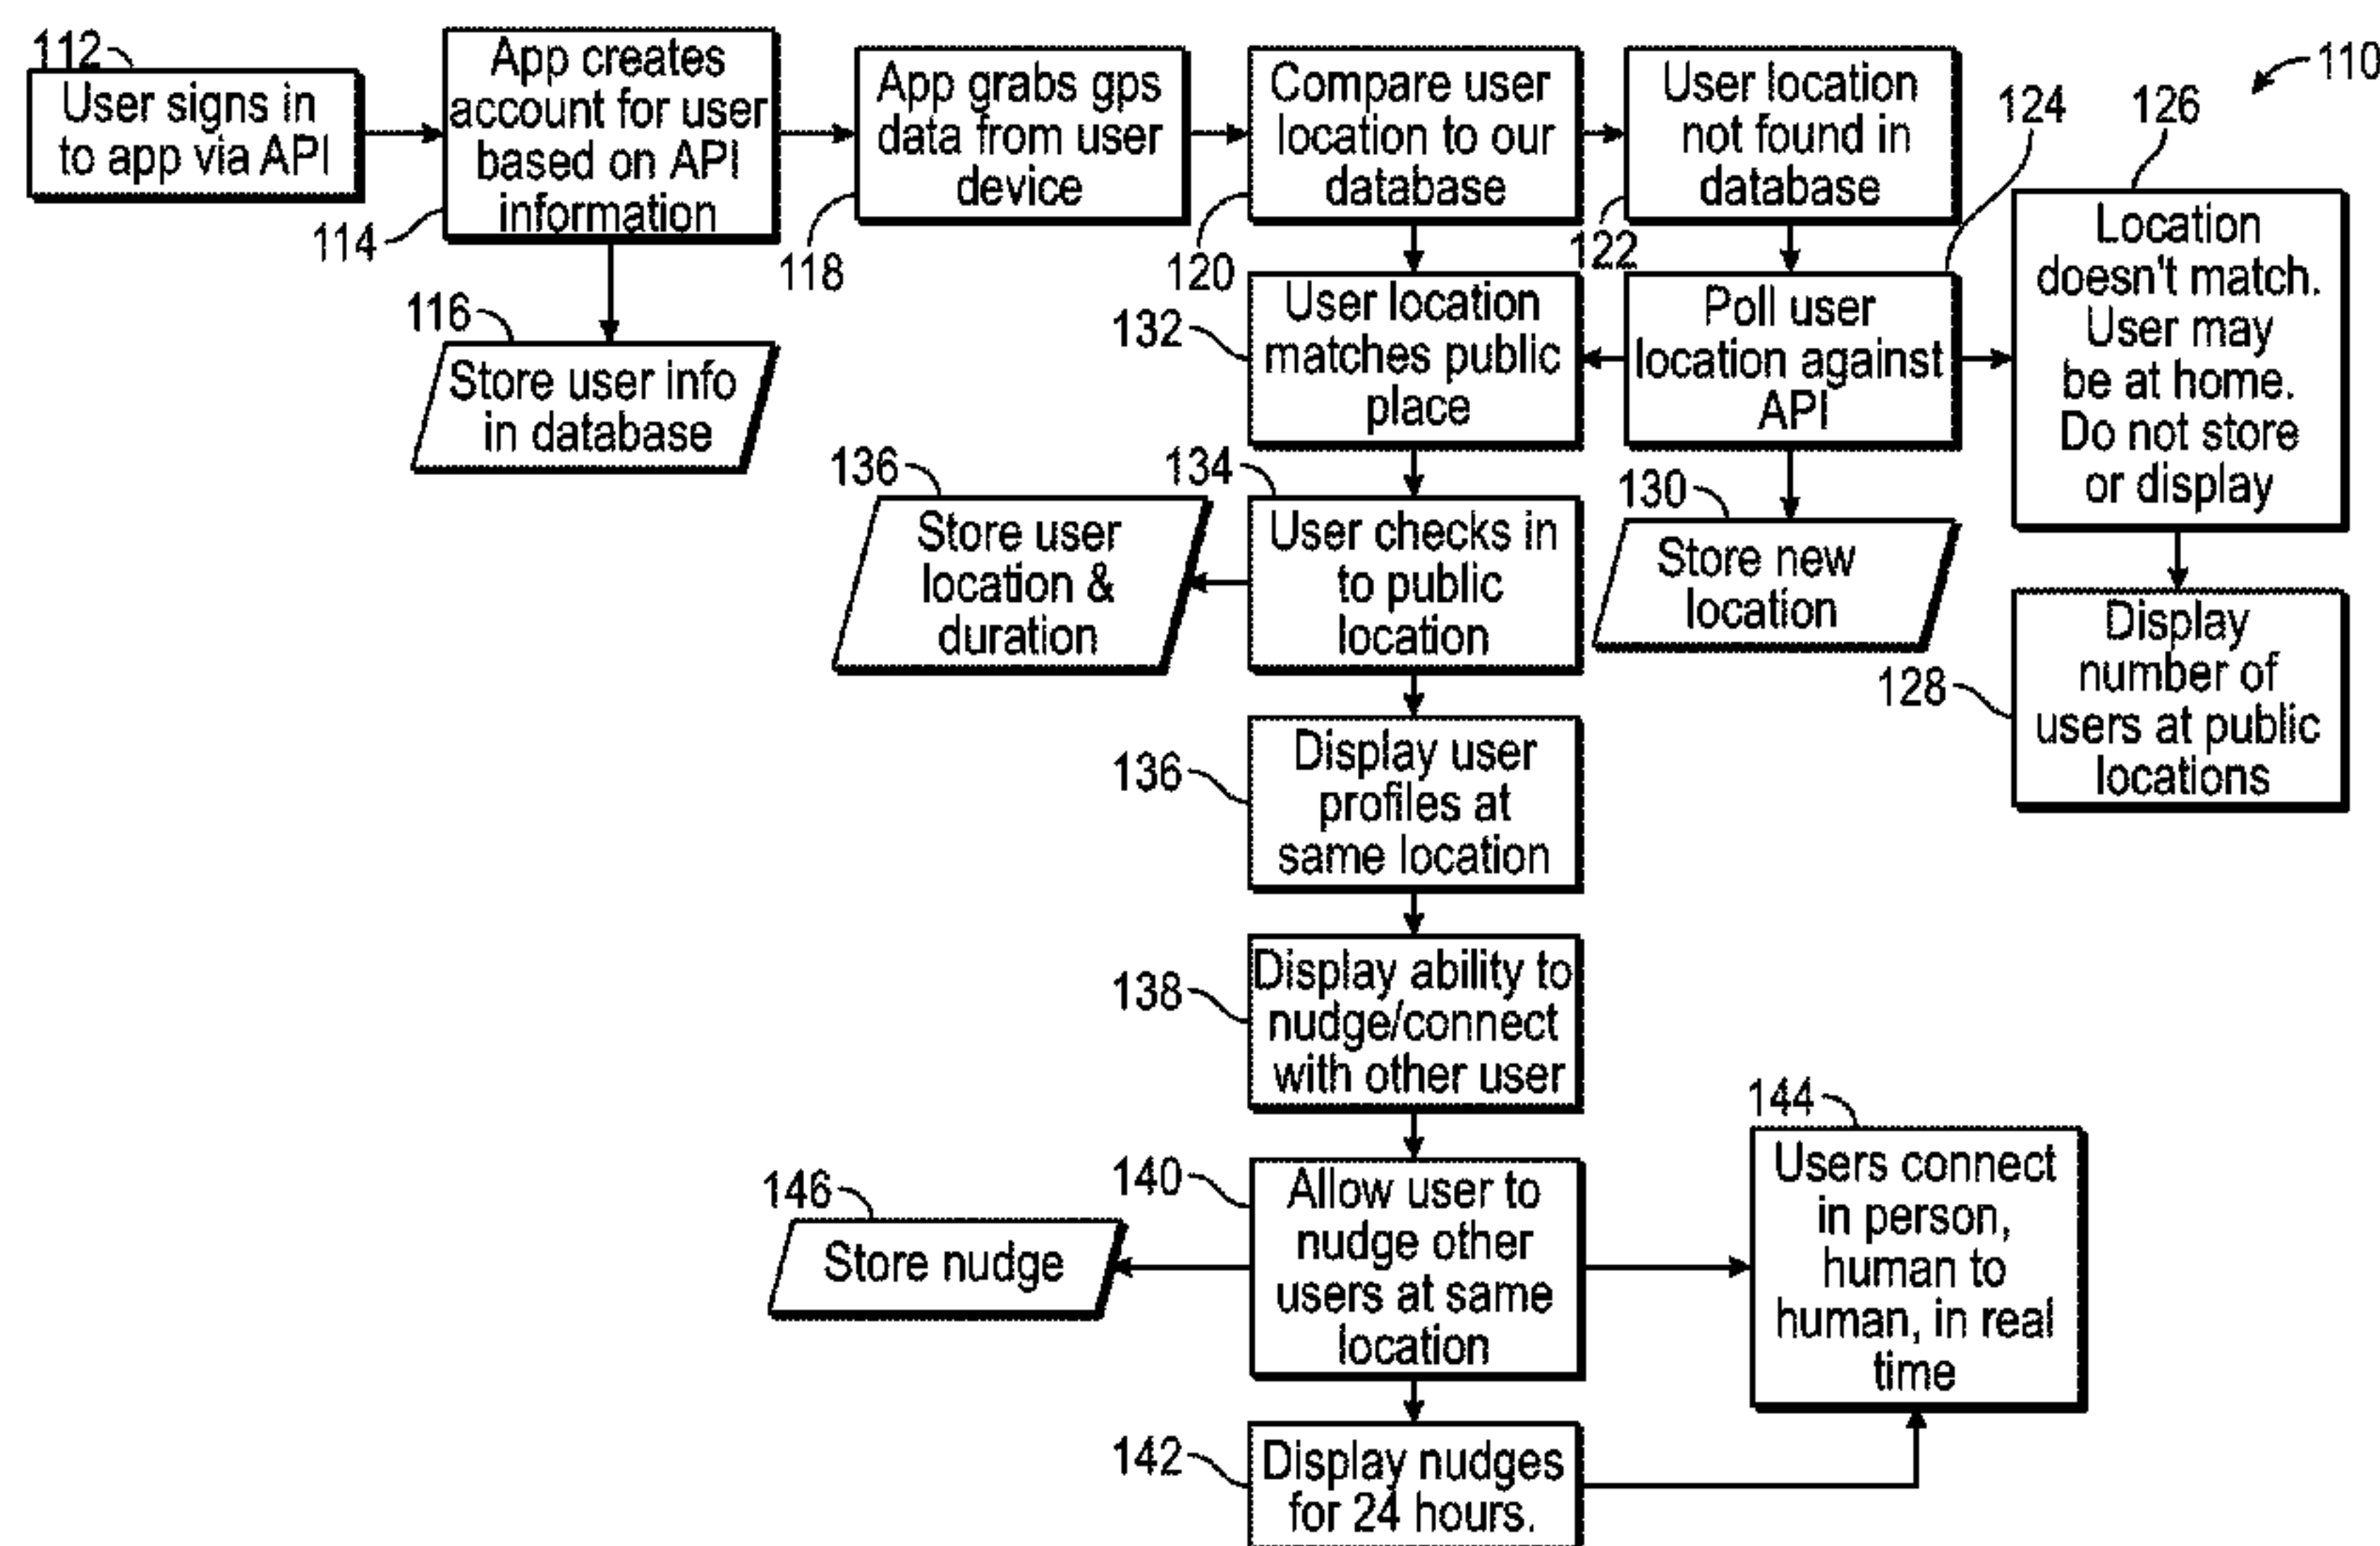 112
User signs in
to app via API
App creates
account for user
based on API
information
114
116
Store user info
in database
App grabs gps
data from user
device
118
Compare user
location to our
database
120
User location
not found in
database
122
124
Poll user
location against
API
126
110
Location
doesn't match.
User may
be at home.
Do not store
or display
128
Display
number of
users at public
locations
130
Store new
location
132
User location
matches public
place
134
User checks in
to public
location
136
Store user
location &
duration
136
Display user
profiles at
same location
138
Display ability to
nudge/connect
with other user
140
Allow user to
nudge other
users at same
location
146
Store nudge
144
Users connect
in person,
human to
human, in real
time
142
Display nudges
for 24 hours.